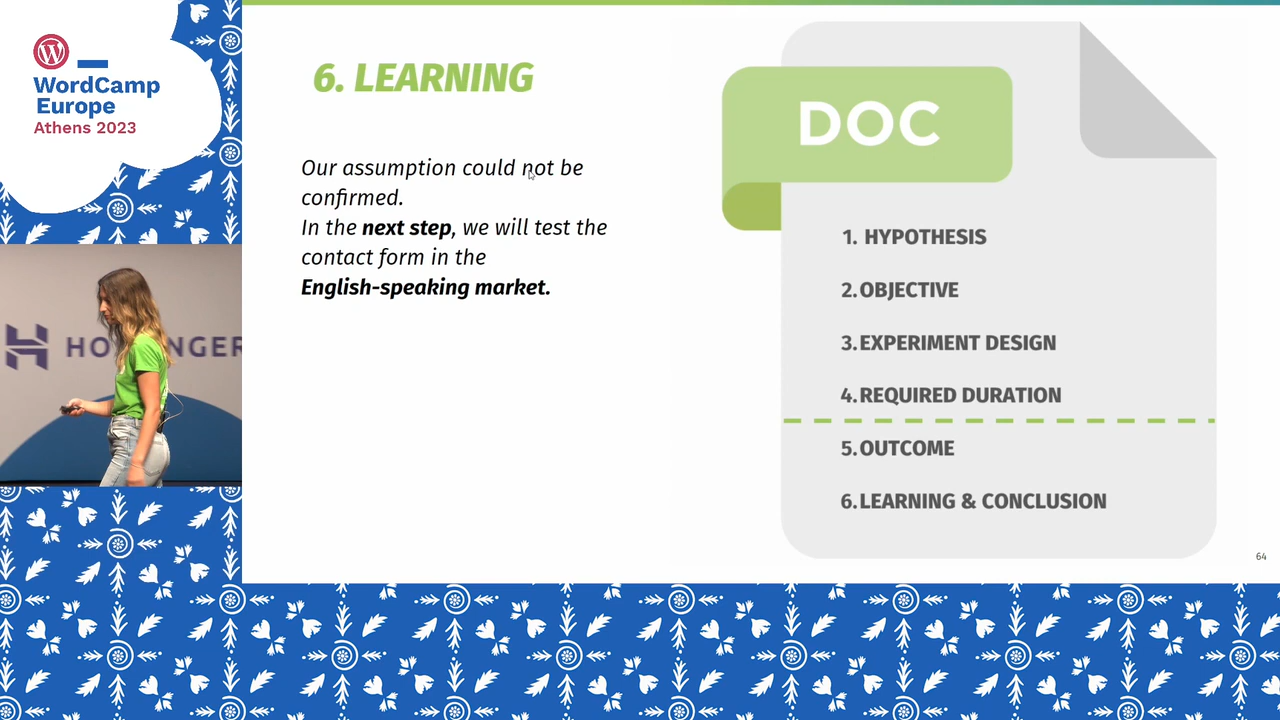 WordCamp
Europe
Athens 2023
6. LEARNING
Our assumption could not be
confirmed.
In the next step, we will test the
contact form in the
English-speaking market.
DOC
1. HYPOTHESIS
2. OBJECTIVE
3. EXPERIMENT DESIGN
4. REQUIRED DURATION
5. OUTCOME
6. LEARNING & CONCLUSION
64